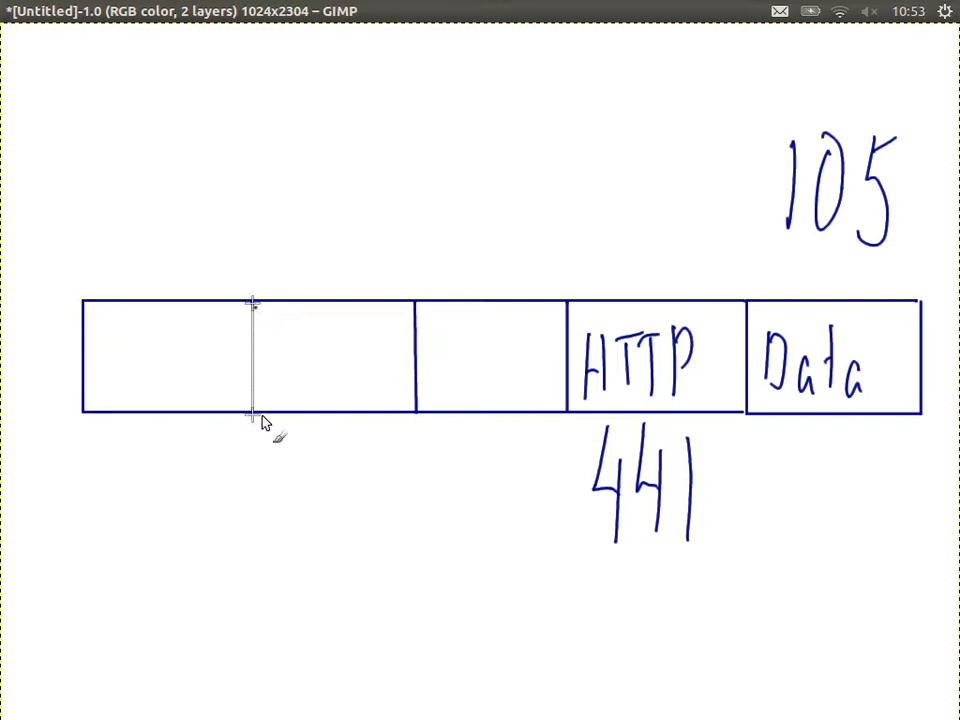 *[Untitled]-1.0 (RGB color, 2 layers) 1024x2304 – GIMP 10:53
105
HTTP Data
441